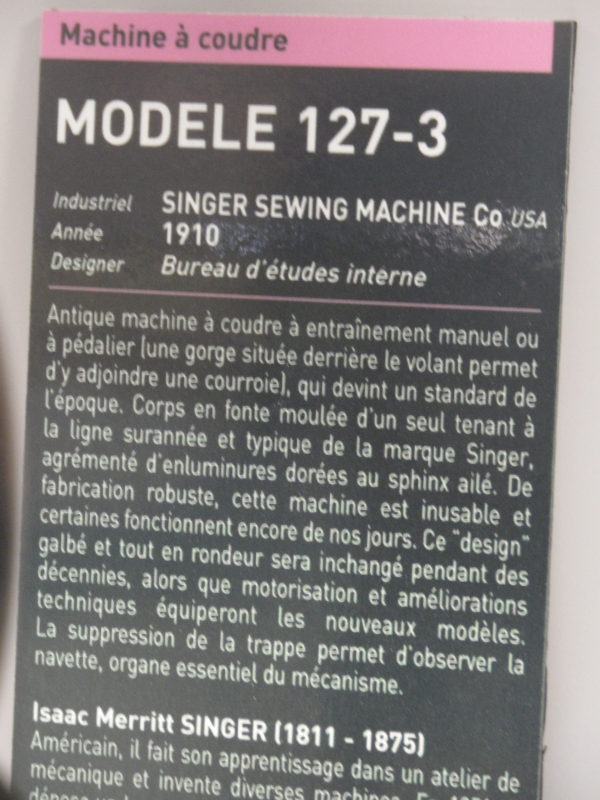 Machine à coudre
MODELE 127-3
Industriel SINGER SEWING MACHINE Co USA
Année 1910
Designer Bureau d'études interne
Antique machine à coudre à entraînement manuel ou
à pédalier (une gorge située derrière le volant permet
d'y adjoindre une courroie), qui devint un standard de
l'époque. Corps en fonte moulée d'un seul tenant à
la ligne surannée et typique de la marque Singer,
agrémenté d'enluminures dorées au sphinx ailé. De
fabrication robuste, cette machine est inusable et
certaines fonctionnent encore de nos jours. Ce "design"
galbé et tout en rondeur sera inchangé pendant des
décennies, alors que motorisation et améliorations
techniques équiperont les nouveaux modèles.
La suppression de la trappe permet d'observer la
navette, organe essentiel du mécanisme.
Isaac Merritt SINGER (1811 - 1875)
Américain, il fait son apprentissage dans un atelier de
mécanique et invente diverses machines.